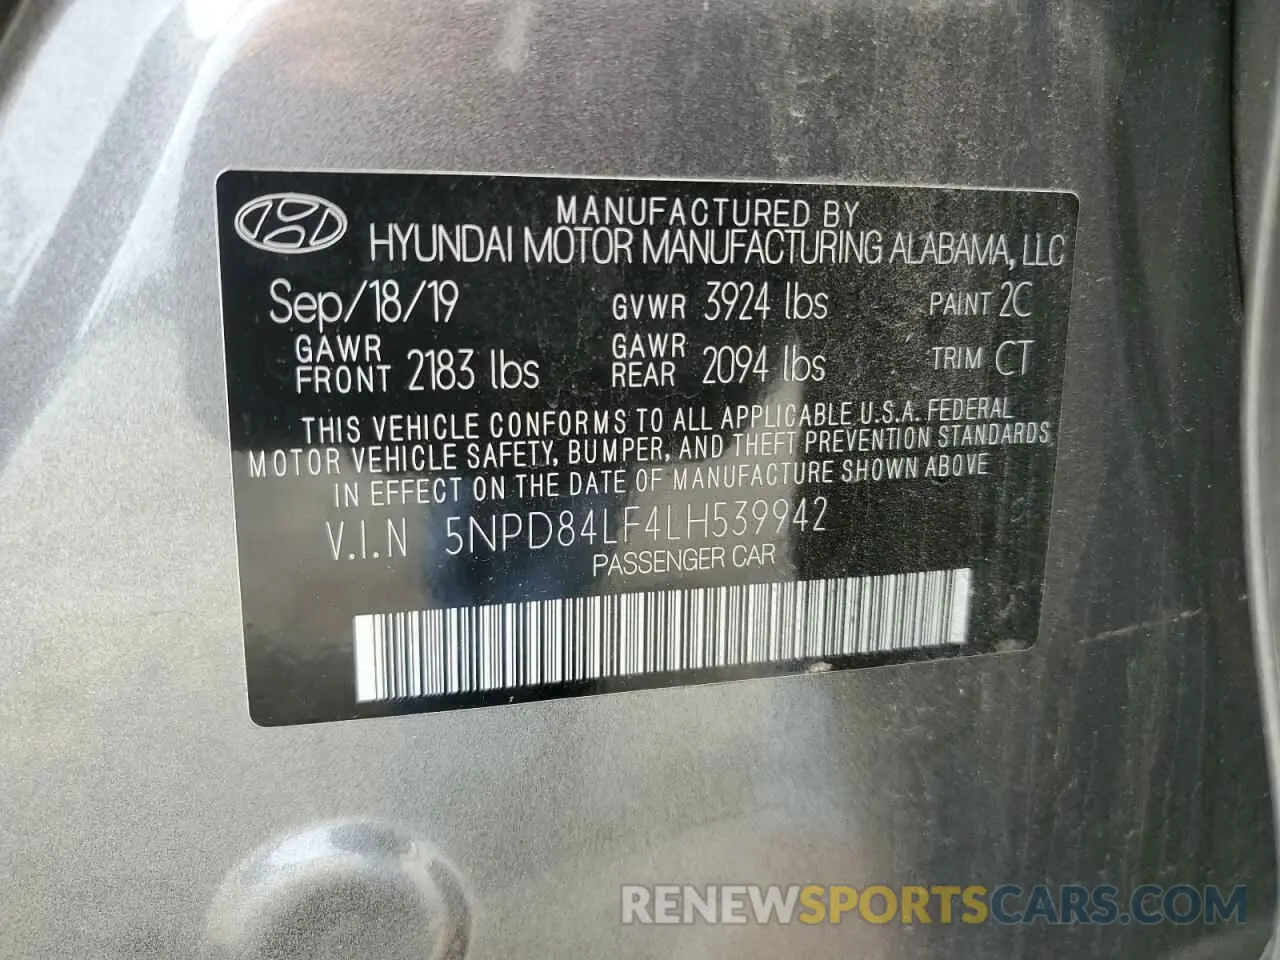 MANUFACTURED BY
HYUNDAI MOTOR MANUFACTURING ALABAMA, LLC
Sep/18/19 GVWR 3924 lbs PAINT 2C
GAWR FRONT 2183 lbs GAWR REAR 2094 lbs TRIM CT
THIS VEHICLE CONFORMS TO ALL APPLICABLE U.S.A. FEDERAL
MOTOR VEHICLE SAFETY, BUMPER, AND THEFT PREVENTION STANDARDS
IN EFFECT ON THE DATE OF MANUFACTURE SHOWN ABOVE
V.I.N 5NPD84LF4LH539942
PASSENGER CAR
RENEWSPORTSCARS.COM